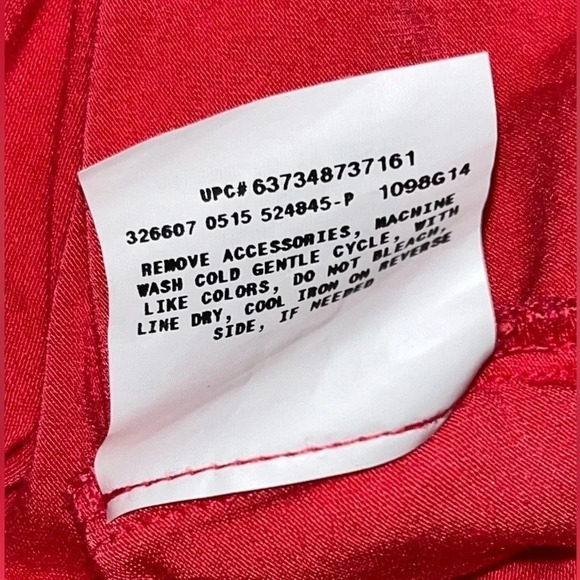 UPC# 637348737161
326607 0515 524845-P 1098G14
REMOVE ACCESSORIES, MACHINE
WASH COLD GENTLE CYCLE, WITH
LIKE COLORS, DO NOT BLEACH,
LINE DRY, COOL IRON ON REVERSE
SIDE, IF NEEDED